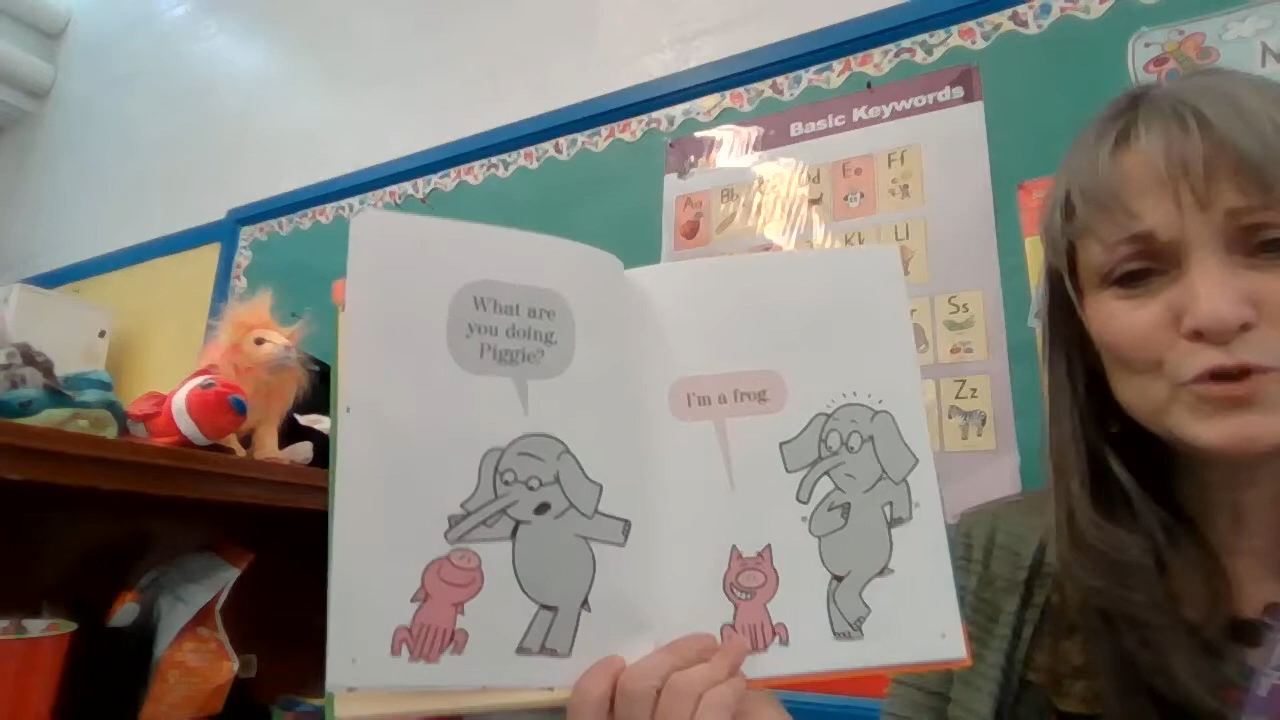 What are
you doing,
Piggie?
I'm a frog.
Basic Keywords
Aa
Bb
Ee
Ff
Kk
Ll
Ss
Zz
N